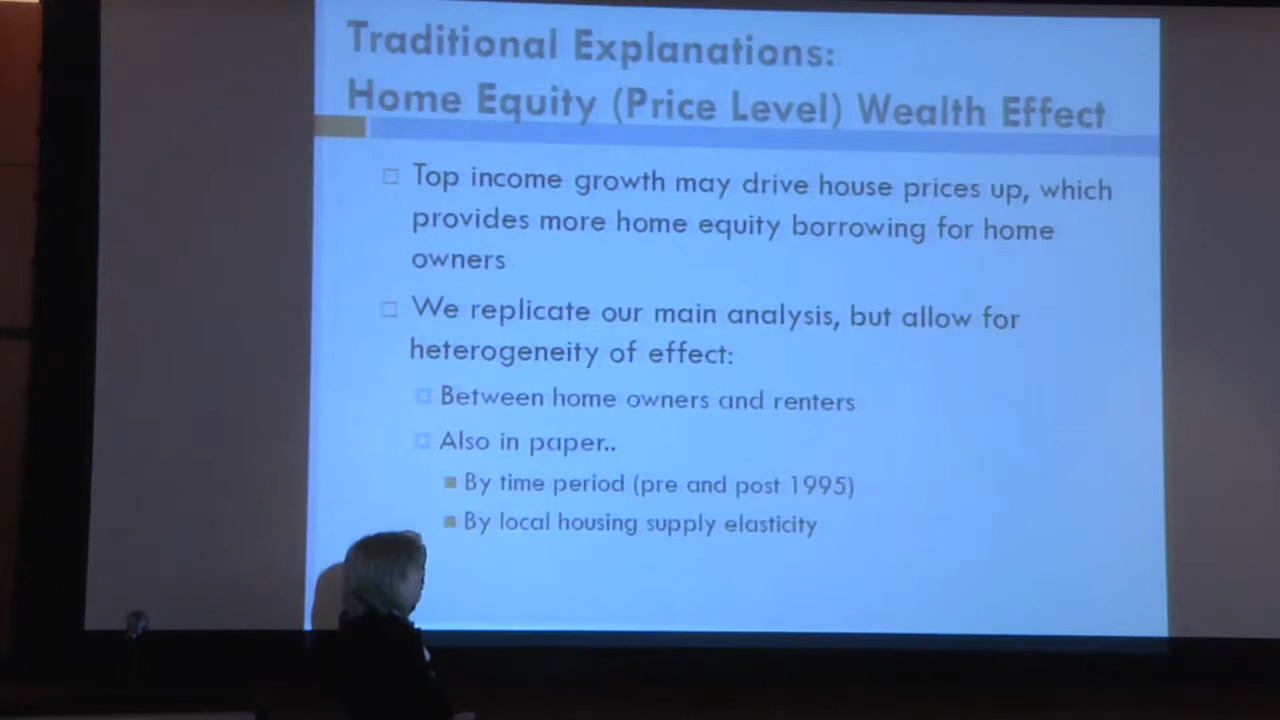 Traditional Explanations:
Home Equity (Price Level) Wealth Effect
Top income growth may drive house prices up, which
provides more home equity borrowing for home
owners
We replicate our main analysis, but allow for
heterogeneity of effect:
Between home owners and renters
Also in paper..
By time period (pre and post 1995)
By local housing supply elasticity